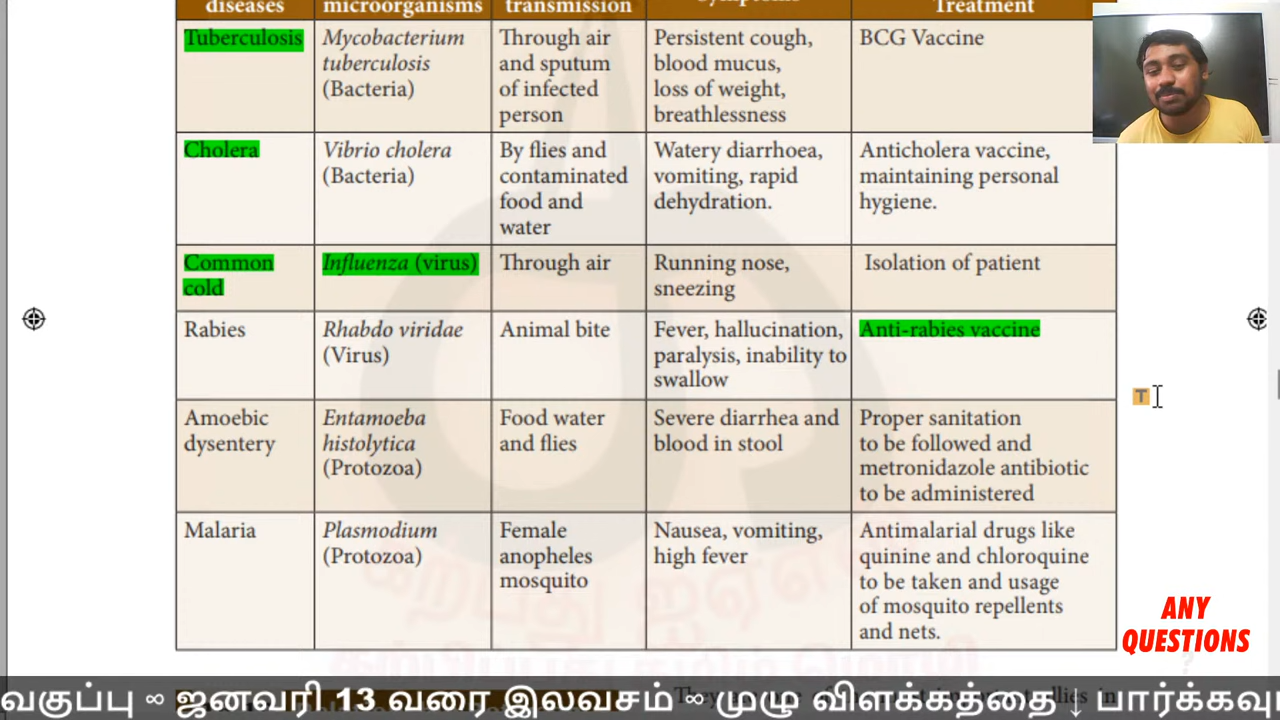 diseases microorganisms transmission Symptoms Treatment
Tuberculosis
Mycobacterium
tuberculosis
(Bacteria)
Through air
and sputum
of infected
person
Persistent cough,
blood mucus,
loss of weight,
breathlessness
BCG Vaccine
Cholera
Vibrio cholera
(Bacteria)
By flies and
contaminated
food and
water
Watery diarrhoea,
vomiting, rapid
dehydration.
Anticholera vaccine,
maintaining personal
hygiene.
Common
cold
Influenza (virus)
Through air
Running nose,
sneezing
Isolation of patient
Rabies
Rhabdo viridae
(Virus)
Animal bite
Fever, hallucination,
paralysis, inability to
swallow
Anti-rabies vaccine
T
Amoebic
dysentery
Entamoeba
histolytica
(Protozoa)
Food water
and flies
Severe diarrhea and
blood in stool
Proper sanitation
to be followed and
metronidazole antibiotic
to be administered
Malaria
Plasmodium
(Protozoa)
Female
anopheles
mosquito
Nausea, vomiting,
high fever
Antimalarial drugs like
quinine and chloroquine
to be taken and usage
of mosquito repellents
and nets.
ANY
QUESTIONS
வகுப்பு ∞ ஜனவரி 13 வரை இலவசம் ∞ முழு விளக்கத்தை ↓ பார்க்கவு